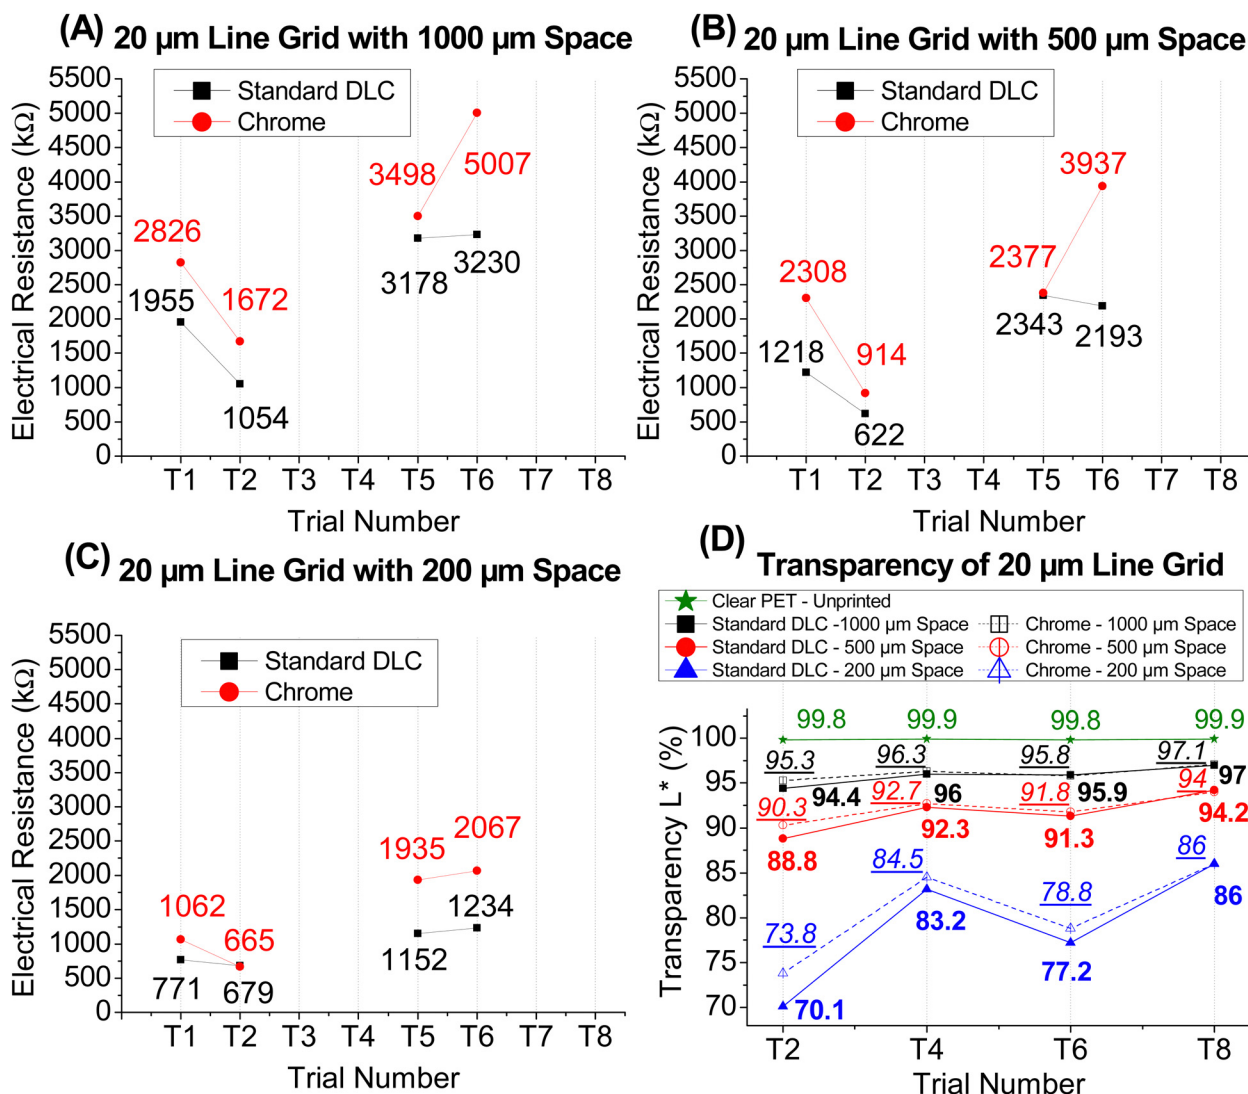 (A) 20 µm Line Grid with 1000 µm Space
Standard DLC
Chrome
Electrical Resistance (kΩ)
5500
5000
4500
4000
3500
3000
2500
2000
1500
1000
500
0
2826
1955
1672
1054
3498
5007
3178
3230
T1 T2 T3 T4 T5 T6 T7 T8
Trial Number
(B) 20 µm Line Grid with 500 µm Space
Standard DLC
Chrome
Electrical Resistance (kΩ)
5500
5000
4500
4000
3500
3000
2500
2000
1500
1000
500
0
2308
1218
914
622
2377
3937
2343
2193
T1 T2 T3 T4 T5 T6 T7 T8
Trial Number
(C) 20 µm Line Grid with 200 µm Space
Standard DLC
Chrome
Electrical Resistance (kΩ)
5500
5000
4500
4000
3500
3000
2500
2000
1500
1000
500
0
1062
771
665
679
1935
2067
1152
1234
T1 T2 T3 T4 T5 T6 T7 T8
Trial Number
(D) Transparency of 20 µm Line Grid
Clear PET - Unprinted
Standard DLC -1000 µm Space
Chrome - 1000 µm Space
Standard DLC - 500 µm Space
Chrome - 500 µm Space
Standard DLC - 200 µm Space
Chrome - 200 µm Space
Transparency L* (%)
100
95
90
85
80
75
70
99.8 99.9 99.8 99.9
95.3 96.3 95.8 97.1
94.4 96 95.9 97
90.3 92.7 91.8 94
88.8 92.3 91.3 94.2
73.8 84.5 78.8 86
70.1 83.2 77.2 86
T2 T4 T6 T8
Trial Number